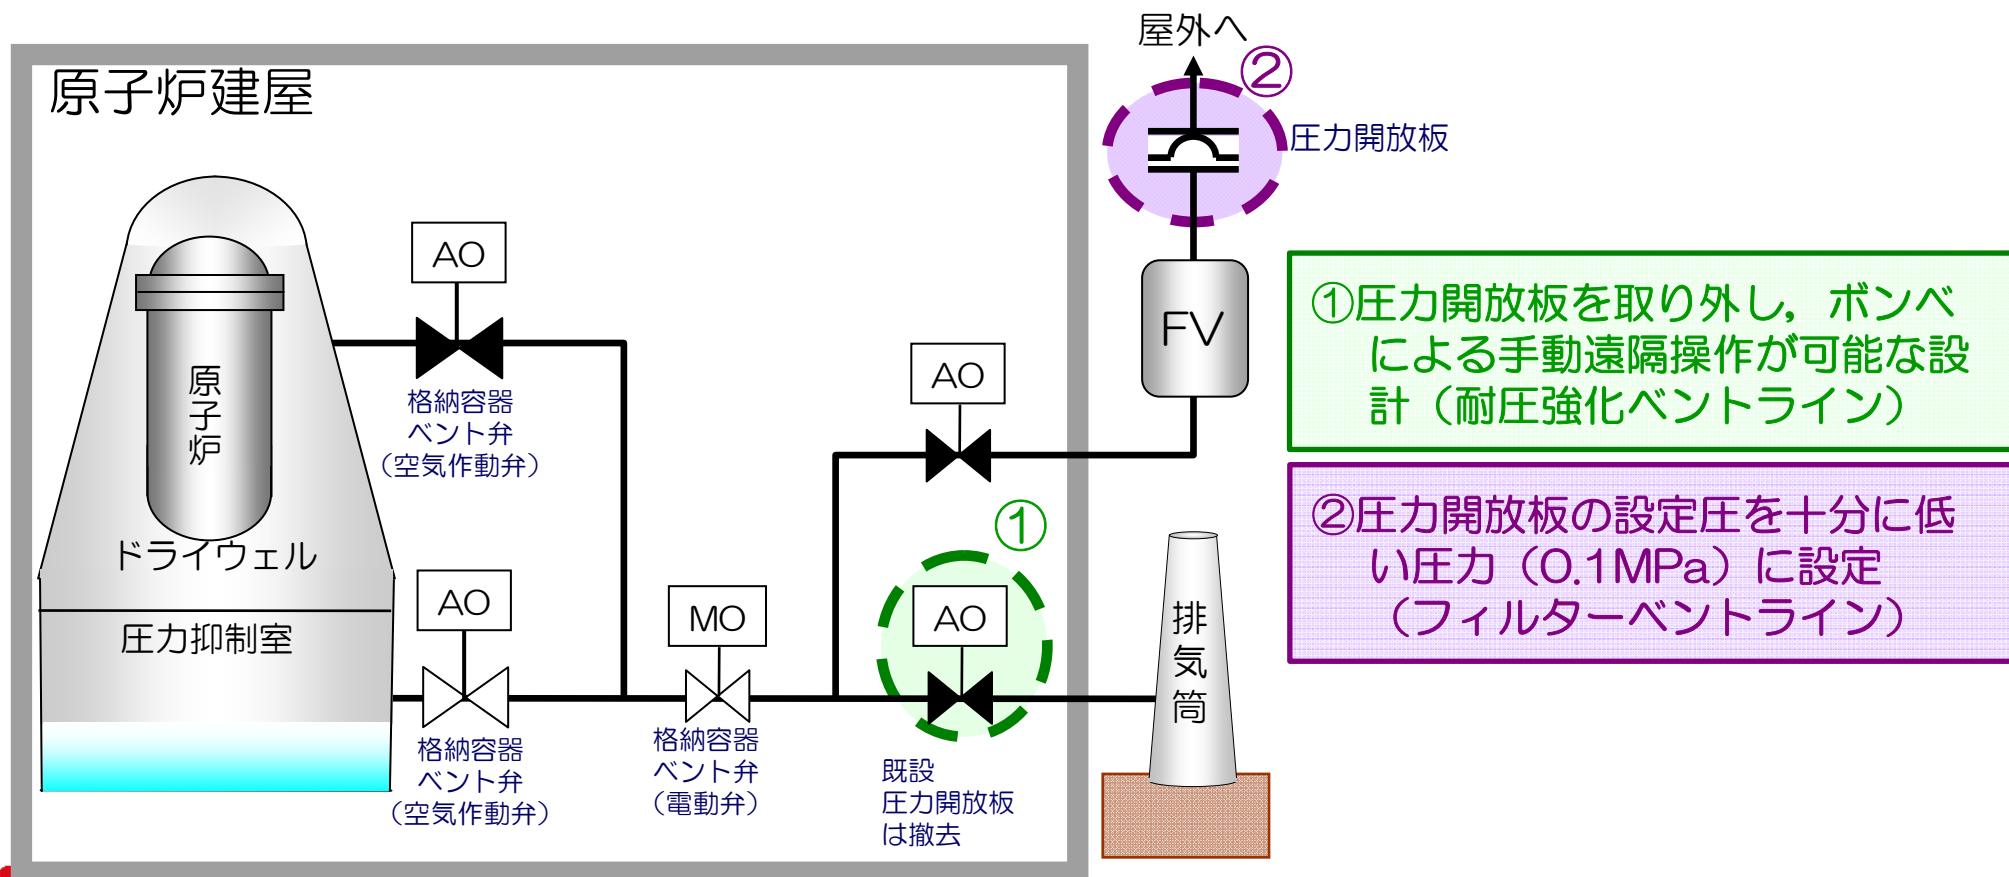 屋外へ
②
原子炉建屋
圧力開放板
AO
FV
①圧力開放板を取り外し，ボンベ
による手動遠隔操作が可能な設
計（耐圧強化ベントライン）
原
子
炉
格納容器
ベント弁
（空気作動弁）
AO
②圧力開放板の設定圧を十分に低
い圧力（0.1MPa）に設定
（フィルターベントライン）
①
ドライウェル
圧力抑制室
AO
MO
AO
排
気
筒
格納容器
ベント弁
（空気作動弁）
格納容器
ベント弁
（電動弁）
既設
圧力開放板
は撤去